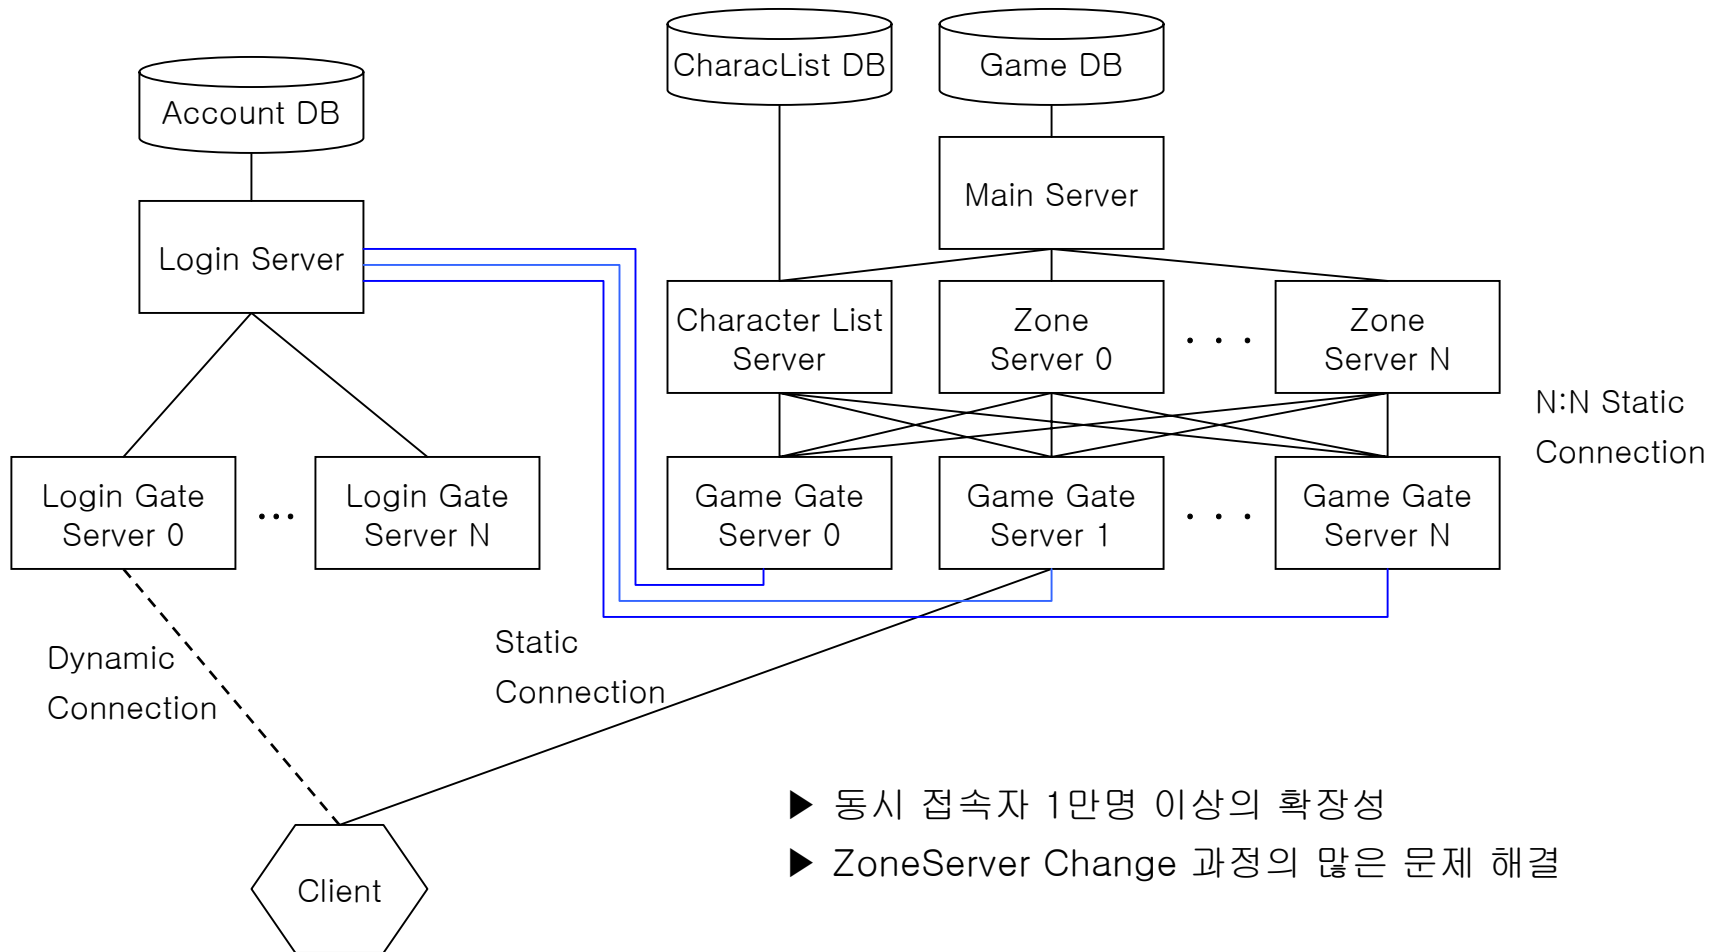 CharacList DB
Game DB
Account DB
Main Server
Login Server
Character List
Server
Zone
Server 0
. . .
Zone
Server N
N:N Static
Connection
Login Gate
Server 0
...
Login Gate
Server N
Game Gate
Server 0
Game Gate
Server 1
. . .
Game Gate
Server N
Dynamic
Connection
Static
Connection
▶ 동시 접속자 1만명 이상의 확장성
▶ ZoneServer Change 과정의 많은 문제 해결
Client